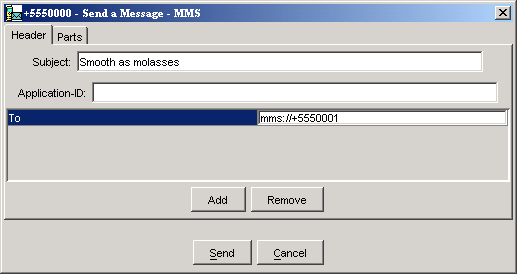 +5550000 - Send a Message - MMS
Header Parts
Subject: Smooth as molasses
Application-ID:
To mms://+5550001
Add Remove
Send Cancel